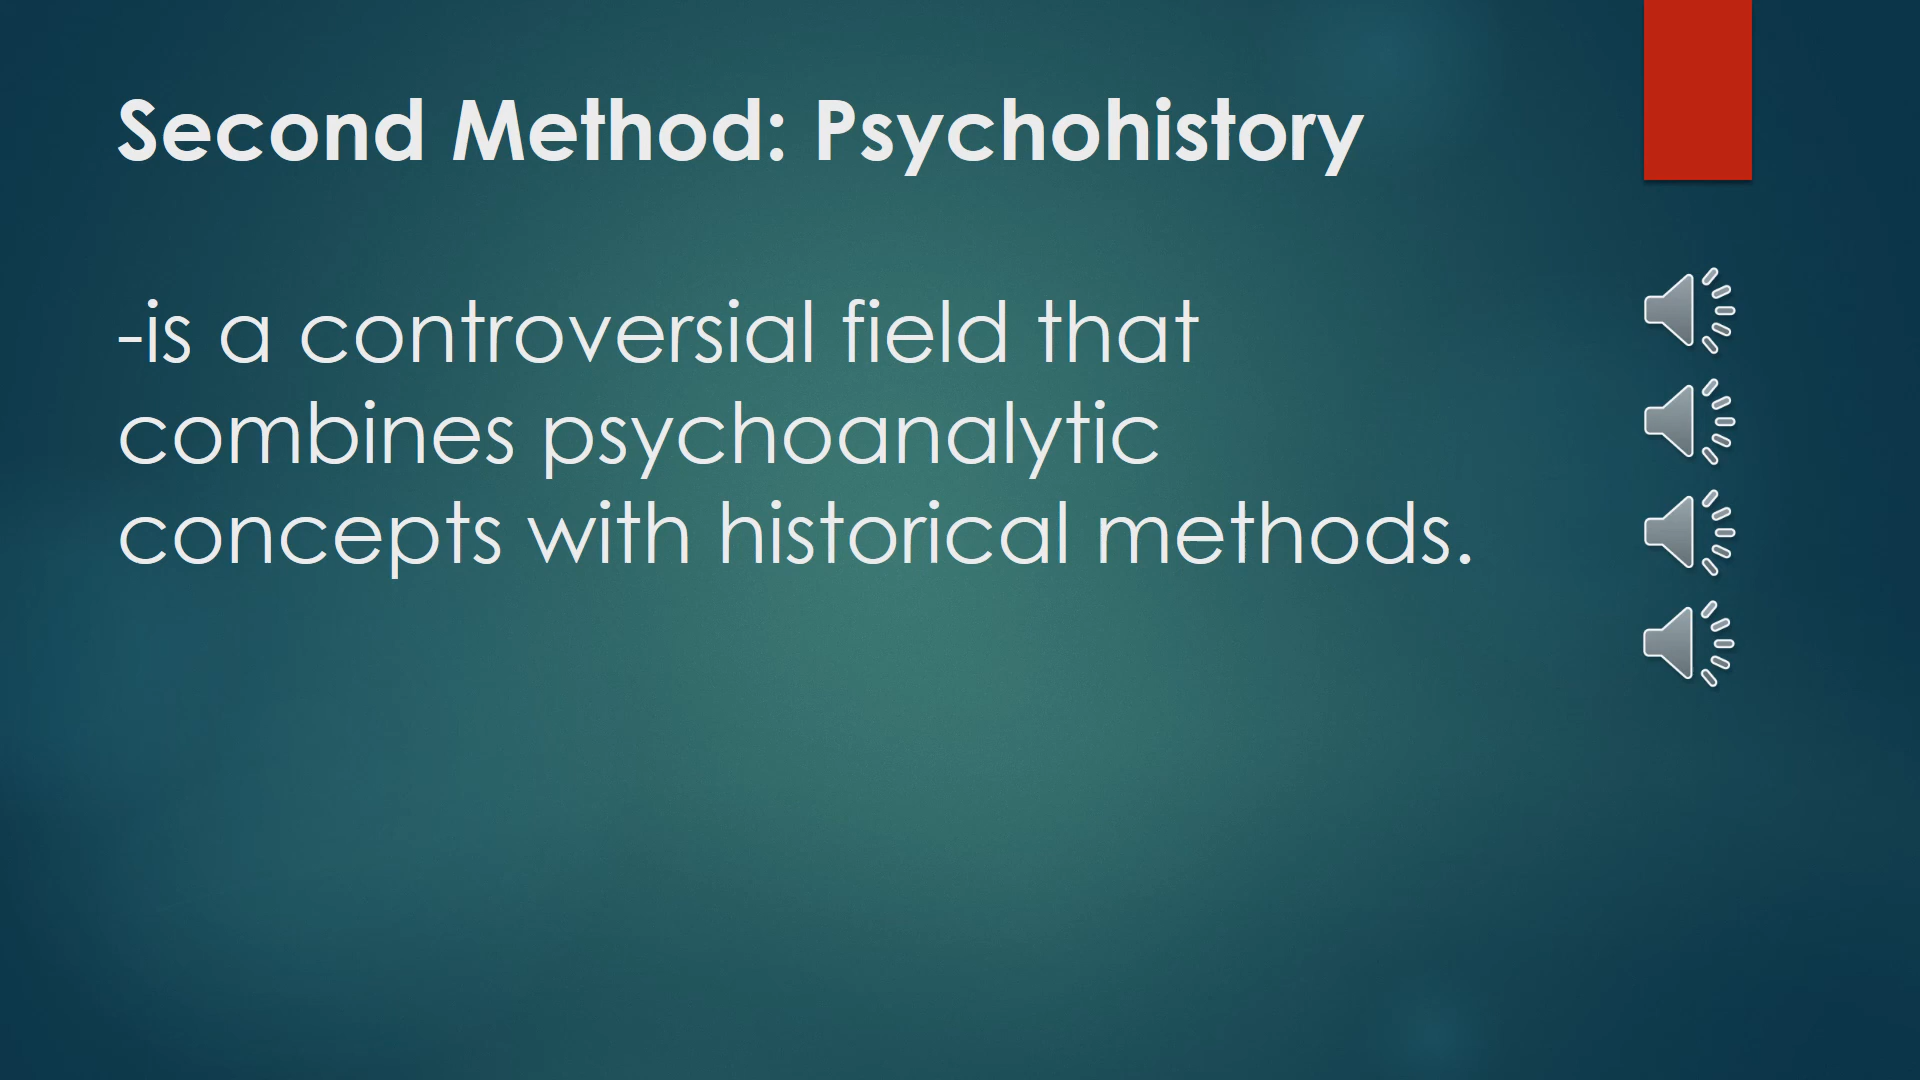 Second Method: Psychohistory
-is a controversial field that
combines psychoanalytic
concepts with historical methods.